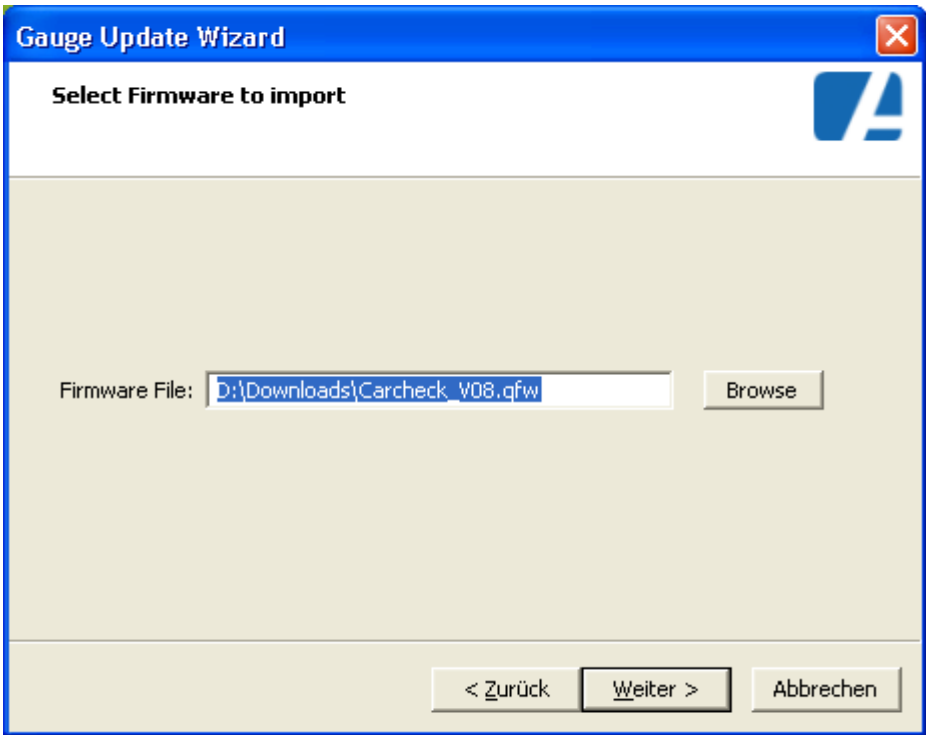 Gauge Update Wizard
Select Firmware to import
Firmware File: D:\Downloads\Carcheck_V08.qfw Browse
< Zurück Weiter > Abbrechen